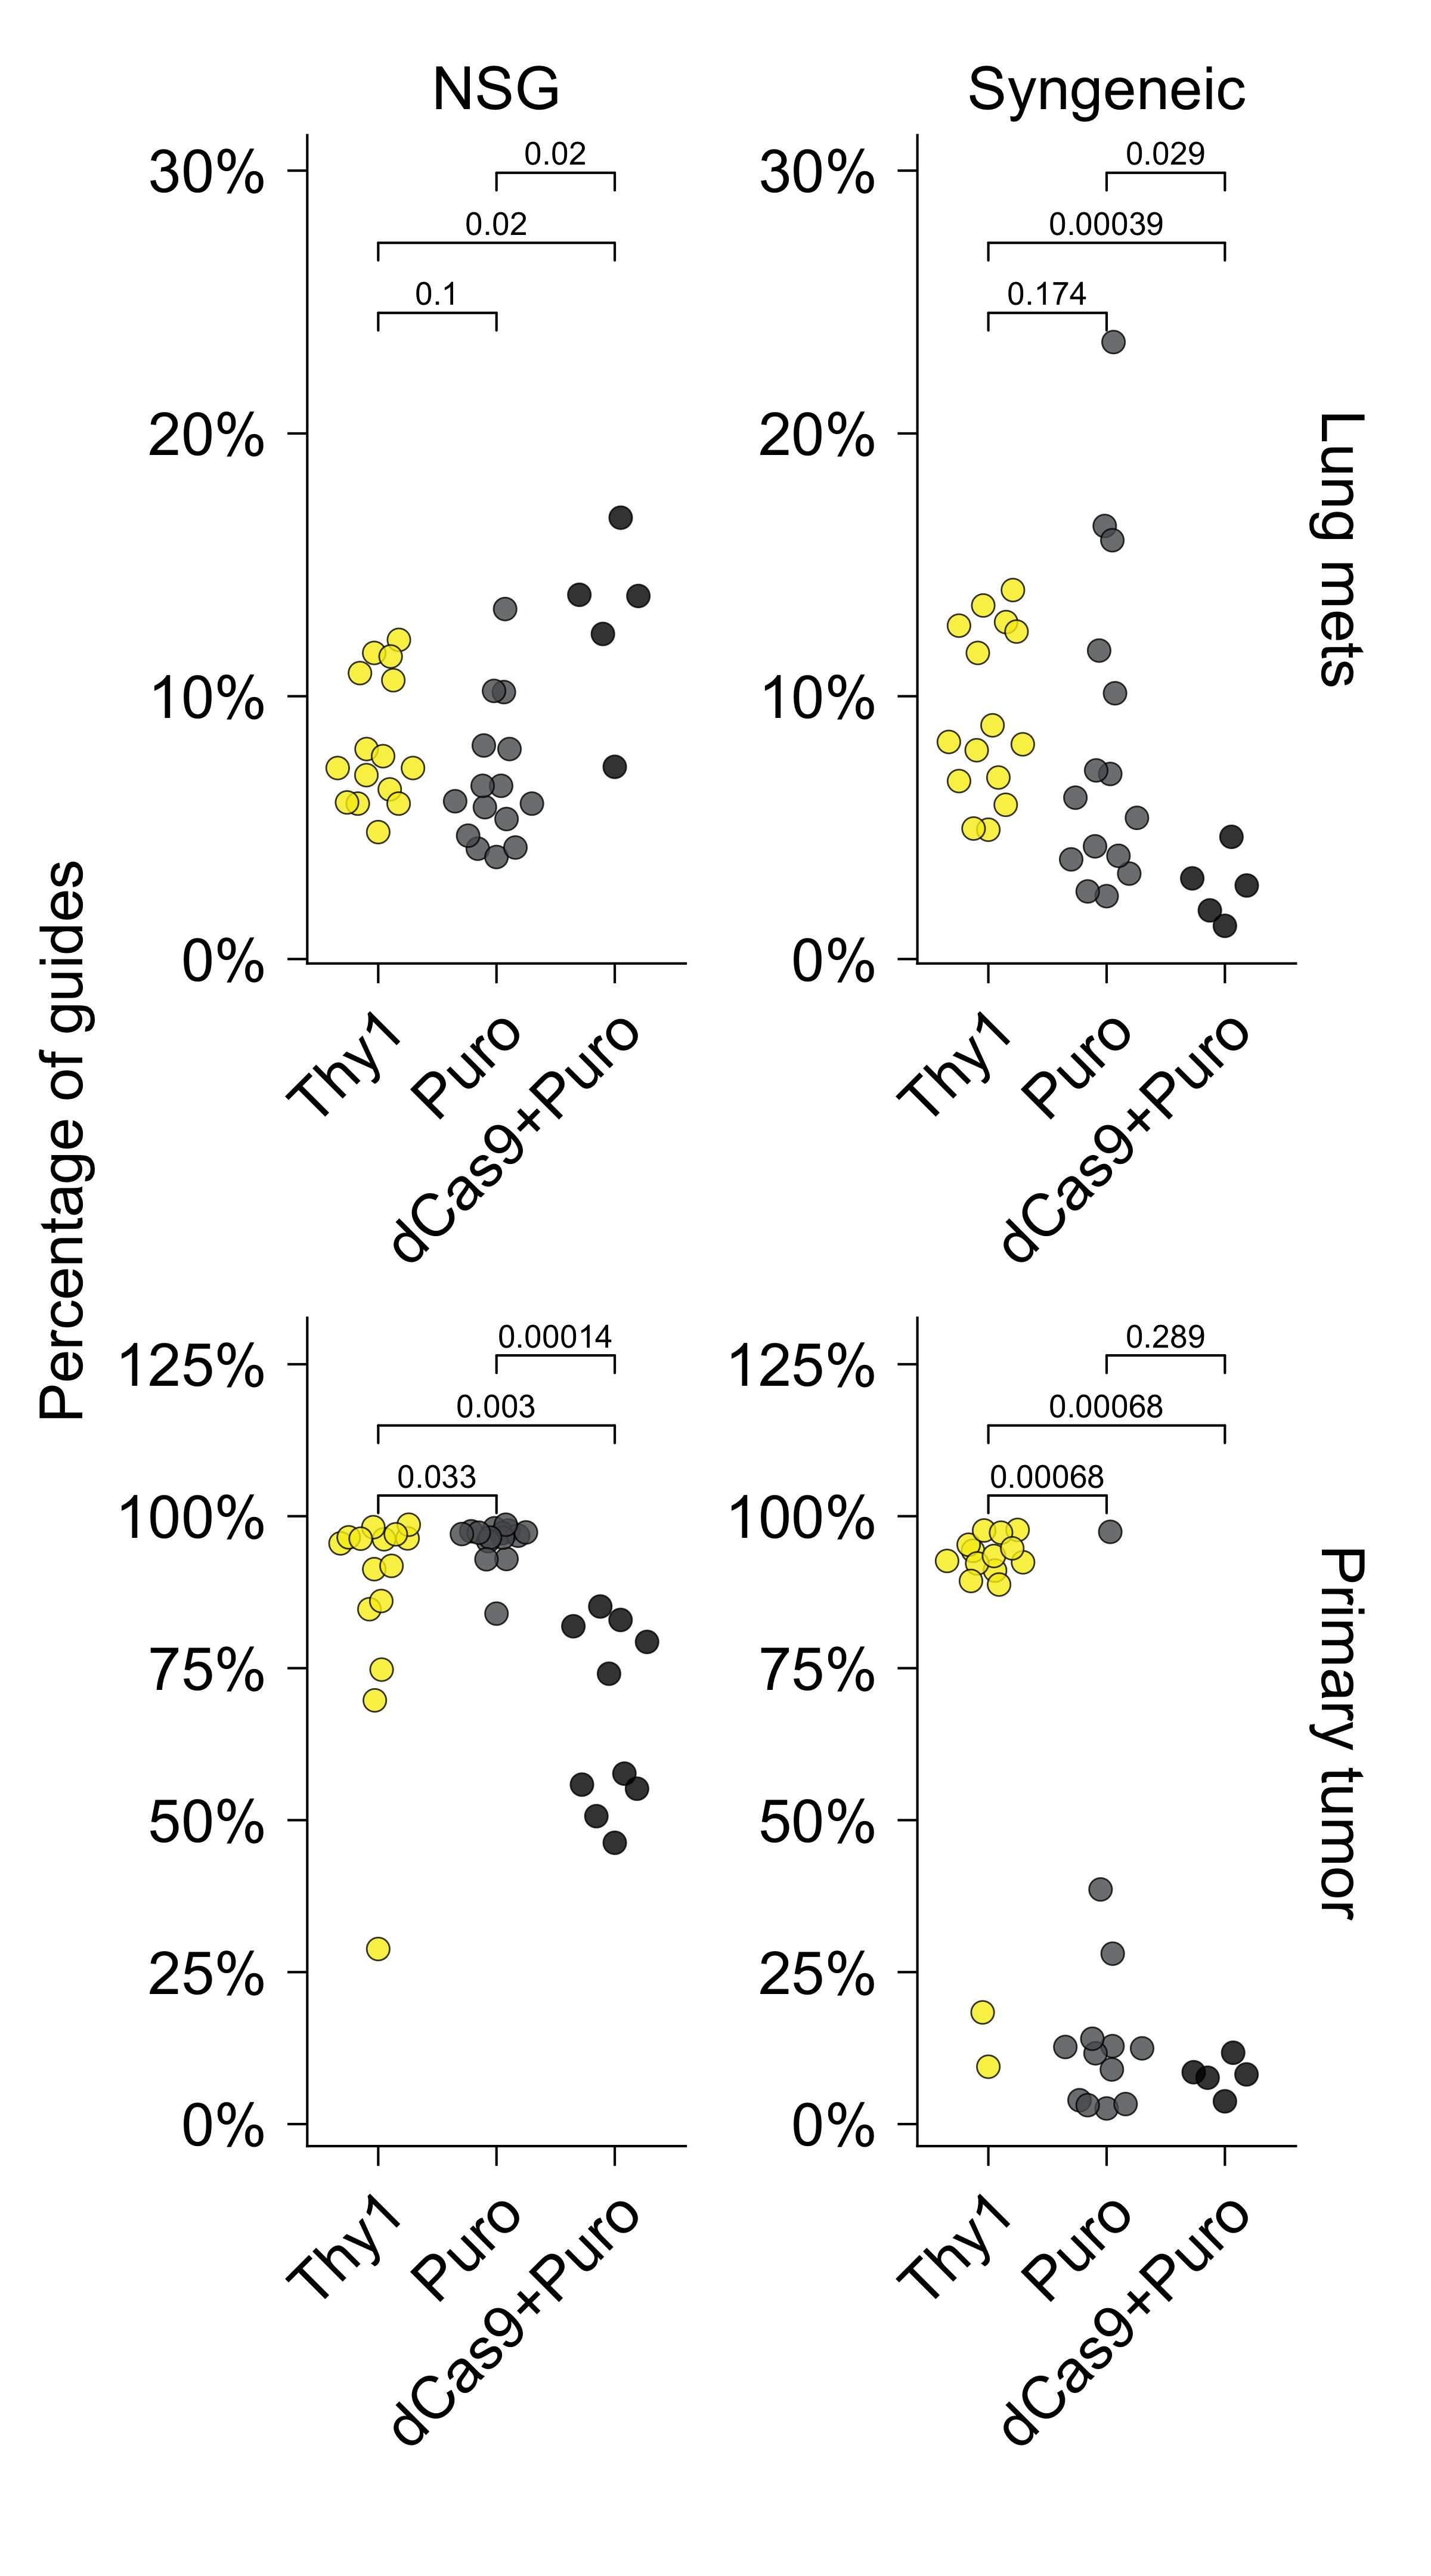 NSG
Syngeneic
Percentage of guides
30%
20%
10%
0%
0.02
0.02
0.1
Thy1
Puro
dCas9+Puro
30%
20%
10%
0%
0.029
0.00039
0.174
Thy1
Puro
dCas9+Puro
Lung mets
125%
100%
75%
50%
25%
0%
0.00014
0.003
0.033
Thy1
Puro
dCas9+Puro
125%
100%
75%
50%
25%
0%
0.289
0.00068
0.00068
Thy1
Puro
dCas9+Puro
Primary tumor